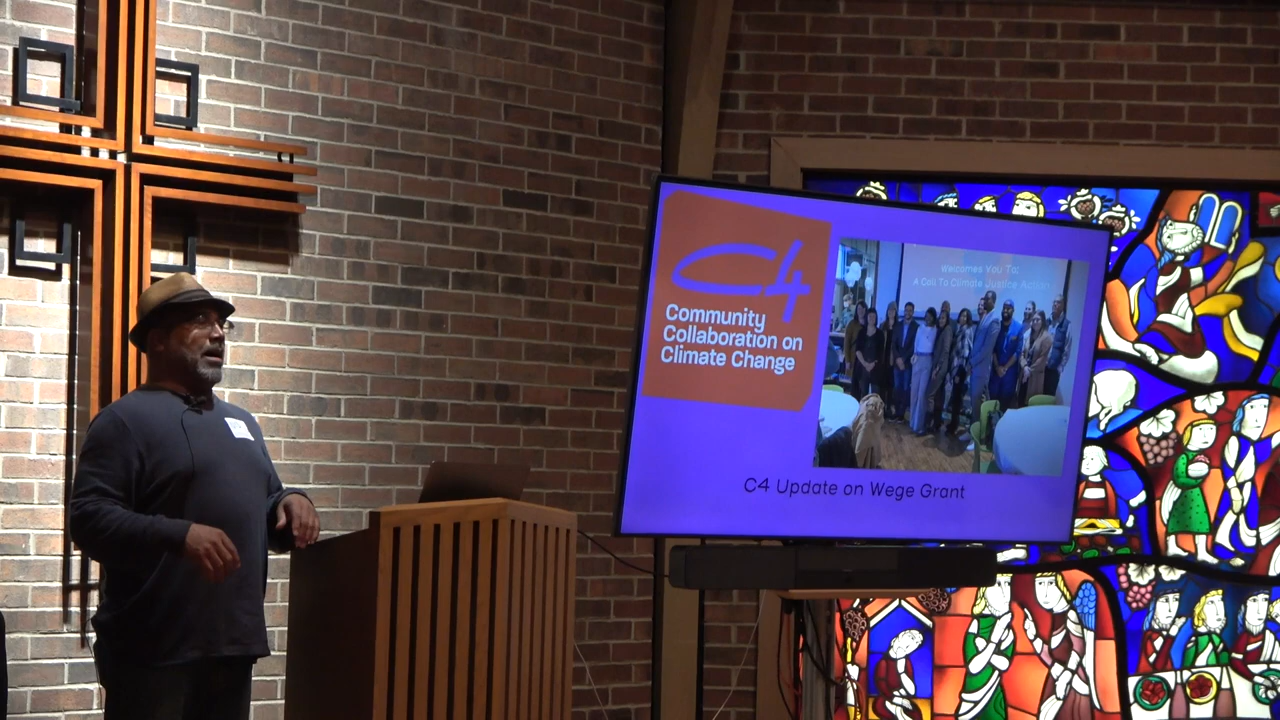 C4
Community
Collaboration on
Climate Change
Welcomes You To:
A Call To Climate Justice Action
C4 Update on Wege Grant